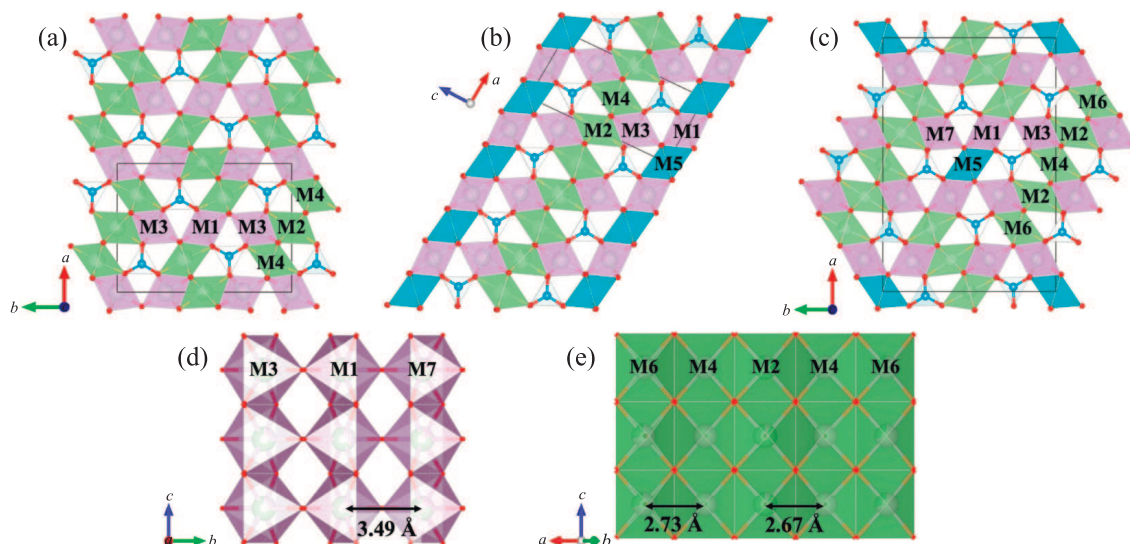 (a)
(b)
(c)
M4
M3 M1 M3 M2
M4
a
b
c a
M4
M2 M3 M1
M5
M6
M7 M1 M3 M2
M5 M4
M2
M6
a
b
(d)
M3 M1 M7
3.49 Å
c
a b
(e)
M6 M4 M2 M4 M6
2.73 Å 2.67 Å
c
a b